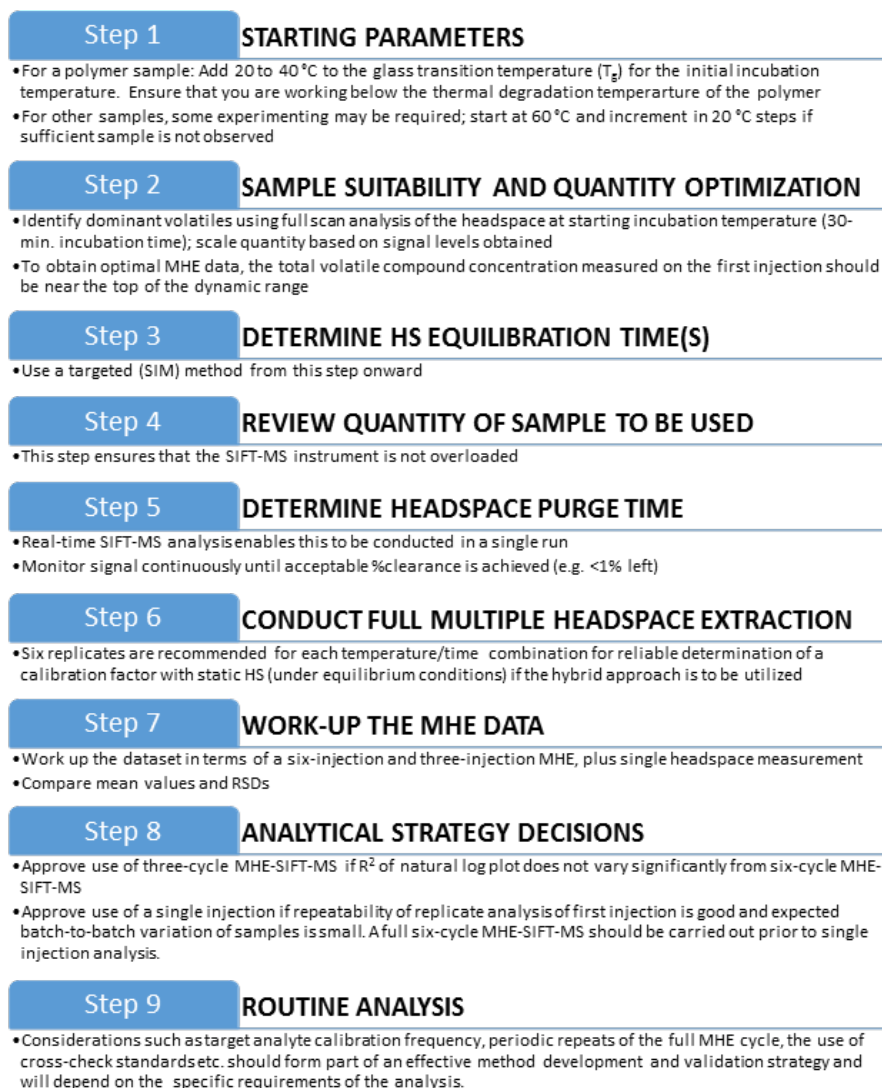 Step 1
STARTING PARAMETERS
•For a polymer sample: Add 20 to 40 °C to the glass transition temperature (Tg) for the initial incubation
temperature. Ensure that you are working below the thermal degradation temperarture of the polymer
•For other samples, some experimenting may be required; start at 60 °C and increment in 20 °C steps if
sufficient sample is not observed
Step 2
SAMPLE SUITABILITY AND QUANTITY OPTIMIZATION
•Identify dominant volatiles using full scan analysis of the headspace at starting incubation temperature (30-
min. incubation time); scale quantity based on signal levels obtained
•To obtain optimal MHE data, the total volatile compound concentration measured on the first injection should
be near the top of the dynamic range
Step 3
DETERMINE HS EQUILIBRATION TIME(S)
•Use a targeted (SIM) method from this step onward
Step 4
REVIEW QUANTITY OF SAMPLE TO BE USED
•This step ensures that the SIFT-MS instrument is not overloaded
Step 5
DETERMINE HEADSPACE PURGE TIME
•Real-time SIFT-MS analysis enables this to be conducted in a single run
•Monitor signal continuously until acceptable %clearance is achieved (e.g. <1% left)
Step 6
CONDUCT FULL MULTIPLE HEADSPACE EXTRACTION
•Six replicates are recommended for each temperature/time combination for reliable determination of a
calibration factor with static HS (under equilibrium conditions) if the hybrid approach is to be utilized
Step 7
WORK-UP THE MHE DATA
•Work up the dataset in terms of a six-injection and three-injection MHE, plus single headspace measurement
•Compare mean values and RSDs
Step 8
ANALYTICAL STRATEGY DECISIONS
•Approve use of three-cycle MHE-SIFT-MS if R² of natural log plot does not vary significantly from six-cycle MHE-
SIFT-MS
•Approve use of a single injection if repeatability of replicate analysis of first injection is good and expected
batch-to-batch variation of samples is small. A full six-cycle MHE-SIFT-MS should be carried out prior to single
injection analysis.
Step 9
ROUTINE ANALYSIS
•Considerations such as target analyte calibration frequency, periodic repeats of the full MHE cycle, the use of
cross-check standards etc. should form part of an effective method development and validation strategy and
will depend on the specific requirements of the analysis.